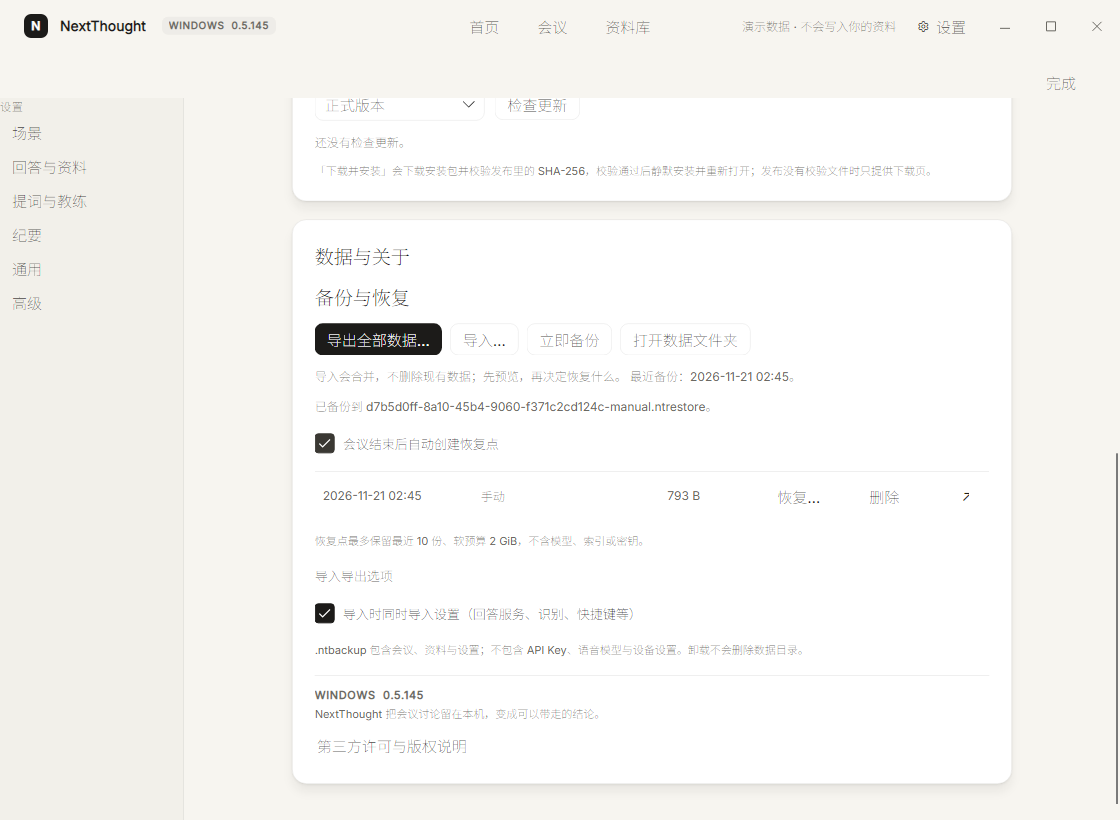 N NextThought WINDOWS 0.5.145 首页 会议 资料库 演示数据 · 不会写入你的资料 设置
完成
设置
场景
回答与资料
提词与教练
纪要
通用
高级
正式版本 检查更新
还没有检查更新。
「下载并安装」会下载安装包并校验发布里的 SHA-256，校验通过后静默安装并重新打开；发布没有校验文件时只提供下载页。
数据与关于
备份与恢复
导出全部数据... 导入... 立即备份 打开数据文件夹
导入会合并，不删除现有数据；先预览，再决定恢复什么。 最近备份：2026-11-21 02:45。
已备份到 d7b5d0ff-8a10-45b4-9060-f371c2cd124c-manual.ntrestore。
会议结束后自动创建恢复点
2026-11-21 02:45 手动 793 B 恢复... 删除
恢复点最多保留最近 10 份、软预算 2 GiB，不含模型、索引或密钥。
导入导出选项
导入时同时导入设置（回答服务、识别、快捷键等）
.ntbackup 包含会议、资料与设置；不包含 API Key、语音模型与设备设置。卸载不会删除数据目录。
WINDOWS 0.5.145
NextThought 把会议讨论留在本机，变成可以带走的结论。
第三方许可与版权说明